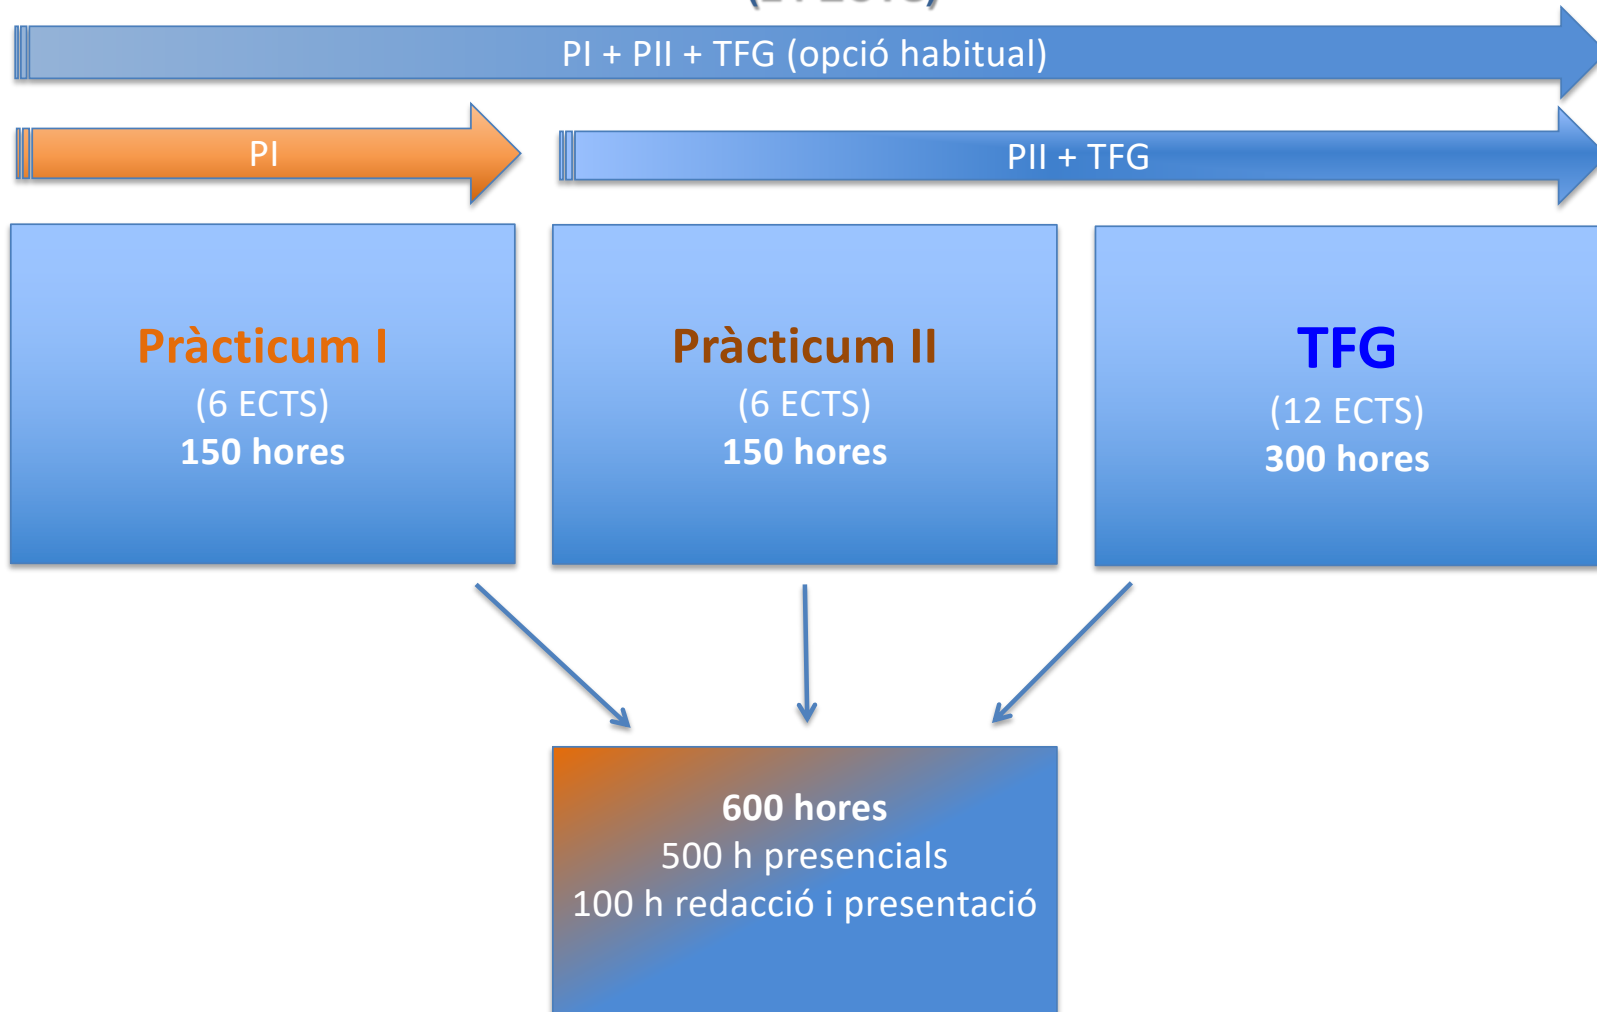 PI + PII + TFG (opció habitual)
PI
PII + TFG
Pràcticum I
(6 ECTS)
150 hores
Pràcticum II
(6 ECTS)
150 hores
TFG
(12 ECTS)
300 hores
600 hores
500 h presencials
100 h redacció i presentació